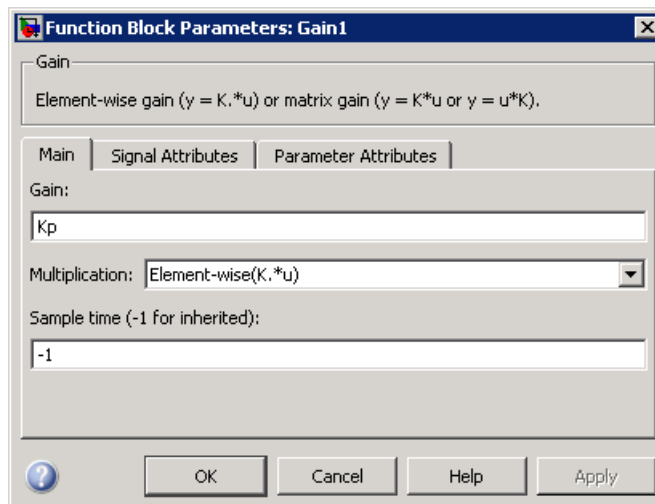 Function Block Parameters: Gain1
Gain
Element-wise gain (y = K.*u) or matrix gain (y = K*u or y = u*K).
Main Signal Attributes Parameter Attributes
Gain:
Kp
Multiplication: Element-wise(K.*u)
Sample time (-1 for inherited):
-1
OK Cancel Help Apply